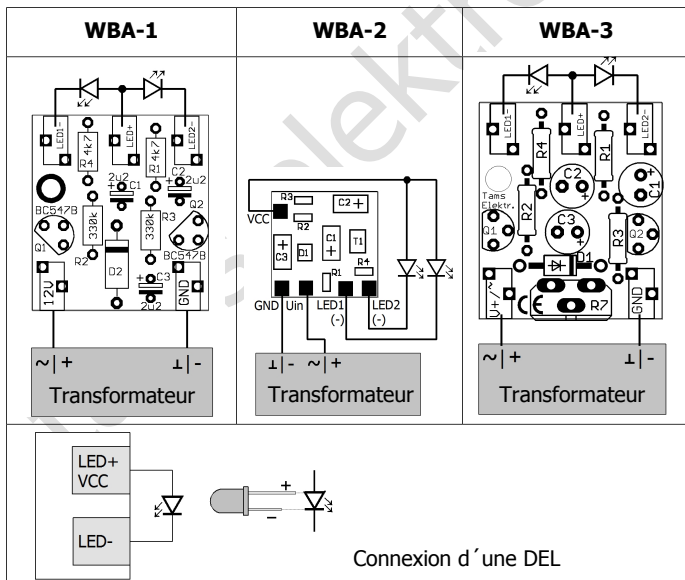 WBA-1
WBA-2
WBA-3
LED1-
LED+
LED2-
4k7
R4
4k7
R1
C2
2u2
2u2
C1
BC547B
Q1
330k
R2
330k
R3
Q2
BC547B
D2
C3
2u2
12V
GND
~|+
⊥|-
Transformateur
VCC
R3
R2
C2
C3
D1
C1
T1
R1
R4
GND Uin LED1 LED2
(-) (-)
⊥|- ~|+
Transformateur
LED1-
LED+
LED2-
R4
R1
C2
C1
Tams
Elektr.
R2
Q1
C3
R3
Q2
D1
V+/~
CE
R7
GND
~|+
⊥|-
Transformateur
LED+
VCC
LED-
+
−
Connexion d´une DEL
elektro